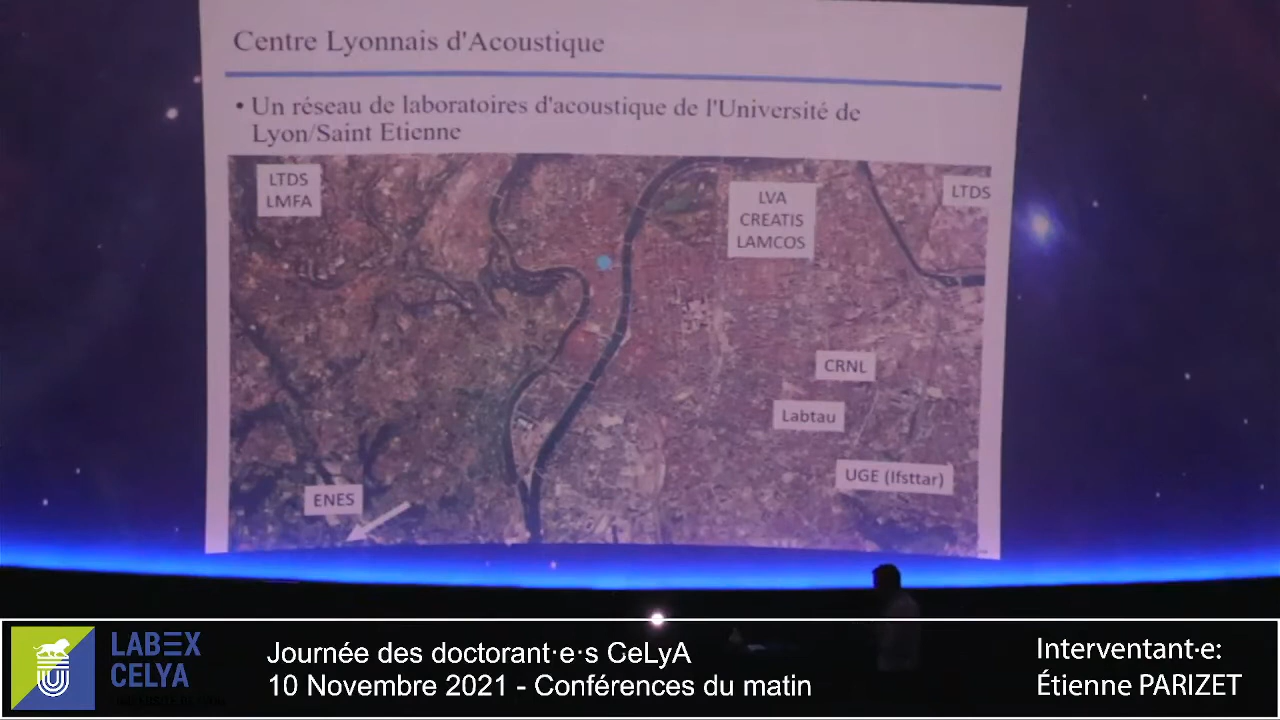 Centre Lyonnais d'Acoustique
• Un réseau de laboratoires d'acoustique de l'Université de
Lyon/Saint Etienne
LTDS
LMFA
LVA
CREATIS
LAMCOS
LTDS
CRNL
Labtau
UGE (Ifsttar)
ENES
LABEX
CELYA
Journée des doctorant·e·s CeLyA
10 Novembre 2021 - Conférences du matin
Interventant·e:
Étienne PARIZET